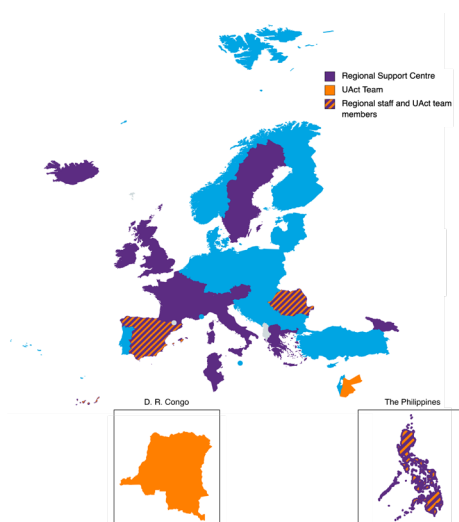 Regional Support Centre
UAct Team
Regional staff and UAct team
members
D. R. Congo
The Philippines